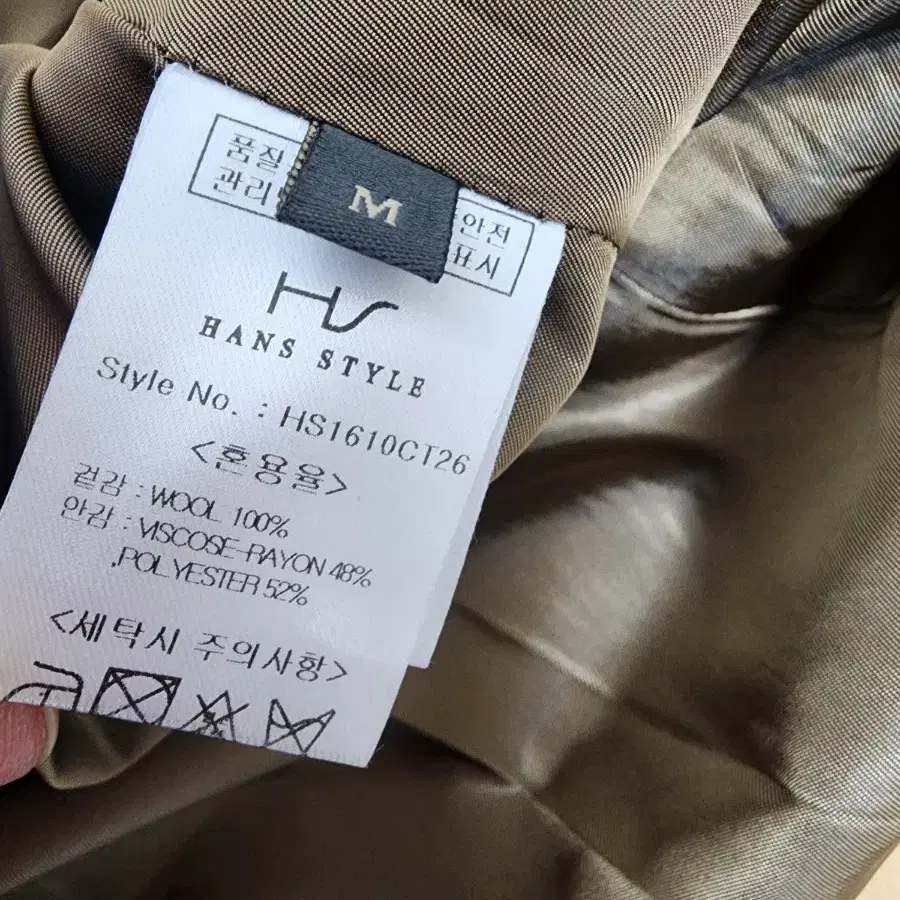 품질 안전
관리 표시
M
HS
HANS STYLE
Style No. : HS1610CT26
<혼용율>
겉감 : WOOL 100%
안감 : VISCOSE-RAYON 48%
,POLYESTER 52%
<세탁시 주의사항>